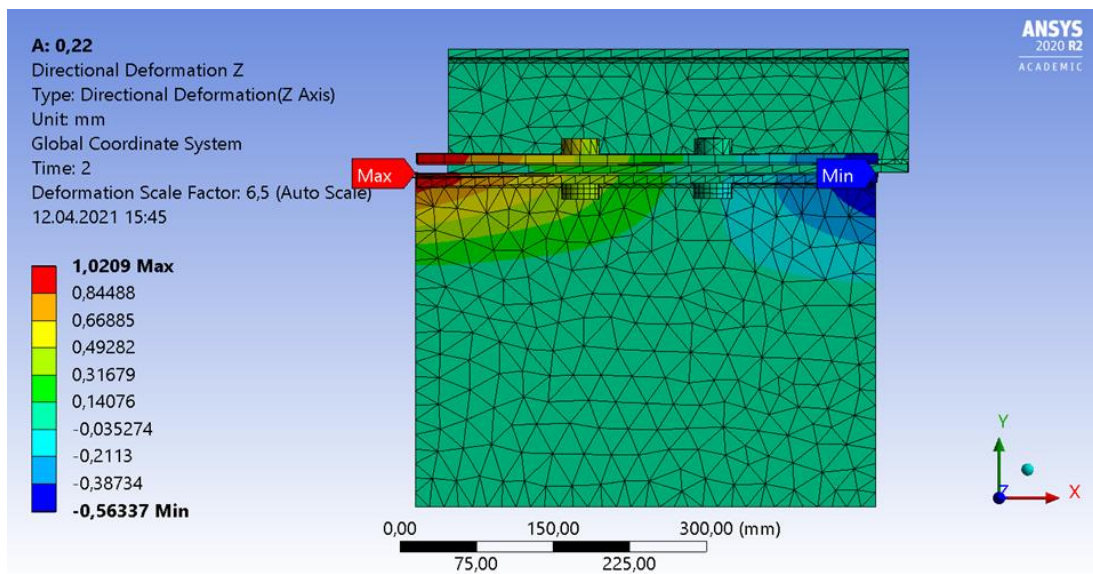 A: 0,22
Directional Deformation Z
Type: Directional Deformation(Z Axis)
Unit: mm
Global Coordinate System
Time: 2
Deformation Scale Factor: 6,5 (Auto Scale)
12.04.2021 15:45
ANSYS
2020 R2
ACADEMIC
Max
Min
1,0209 Max
0,84488
0,66885
0,49282
0,31679
0,14076
-0,035274
-0,2113
-0,38734
-0,56337 Min
0,00 150,00 300,00 (mm)
75,00 225,00
Y
Z X